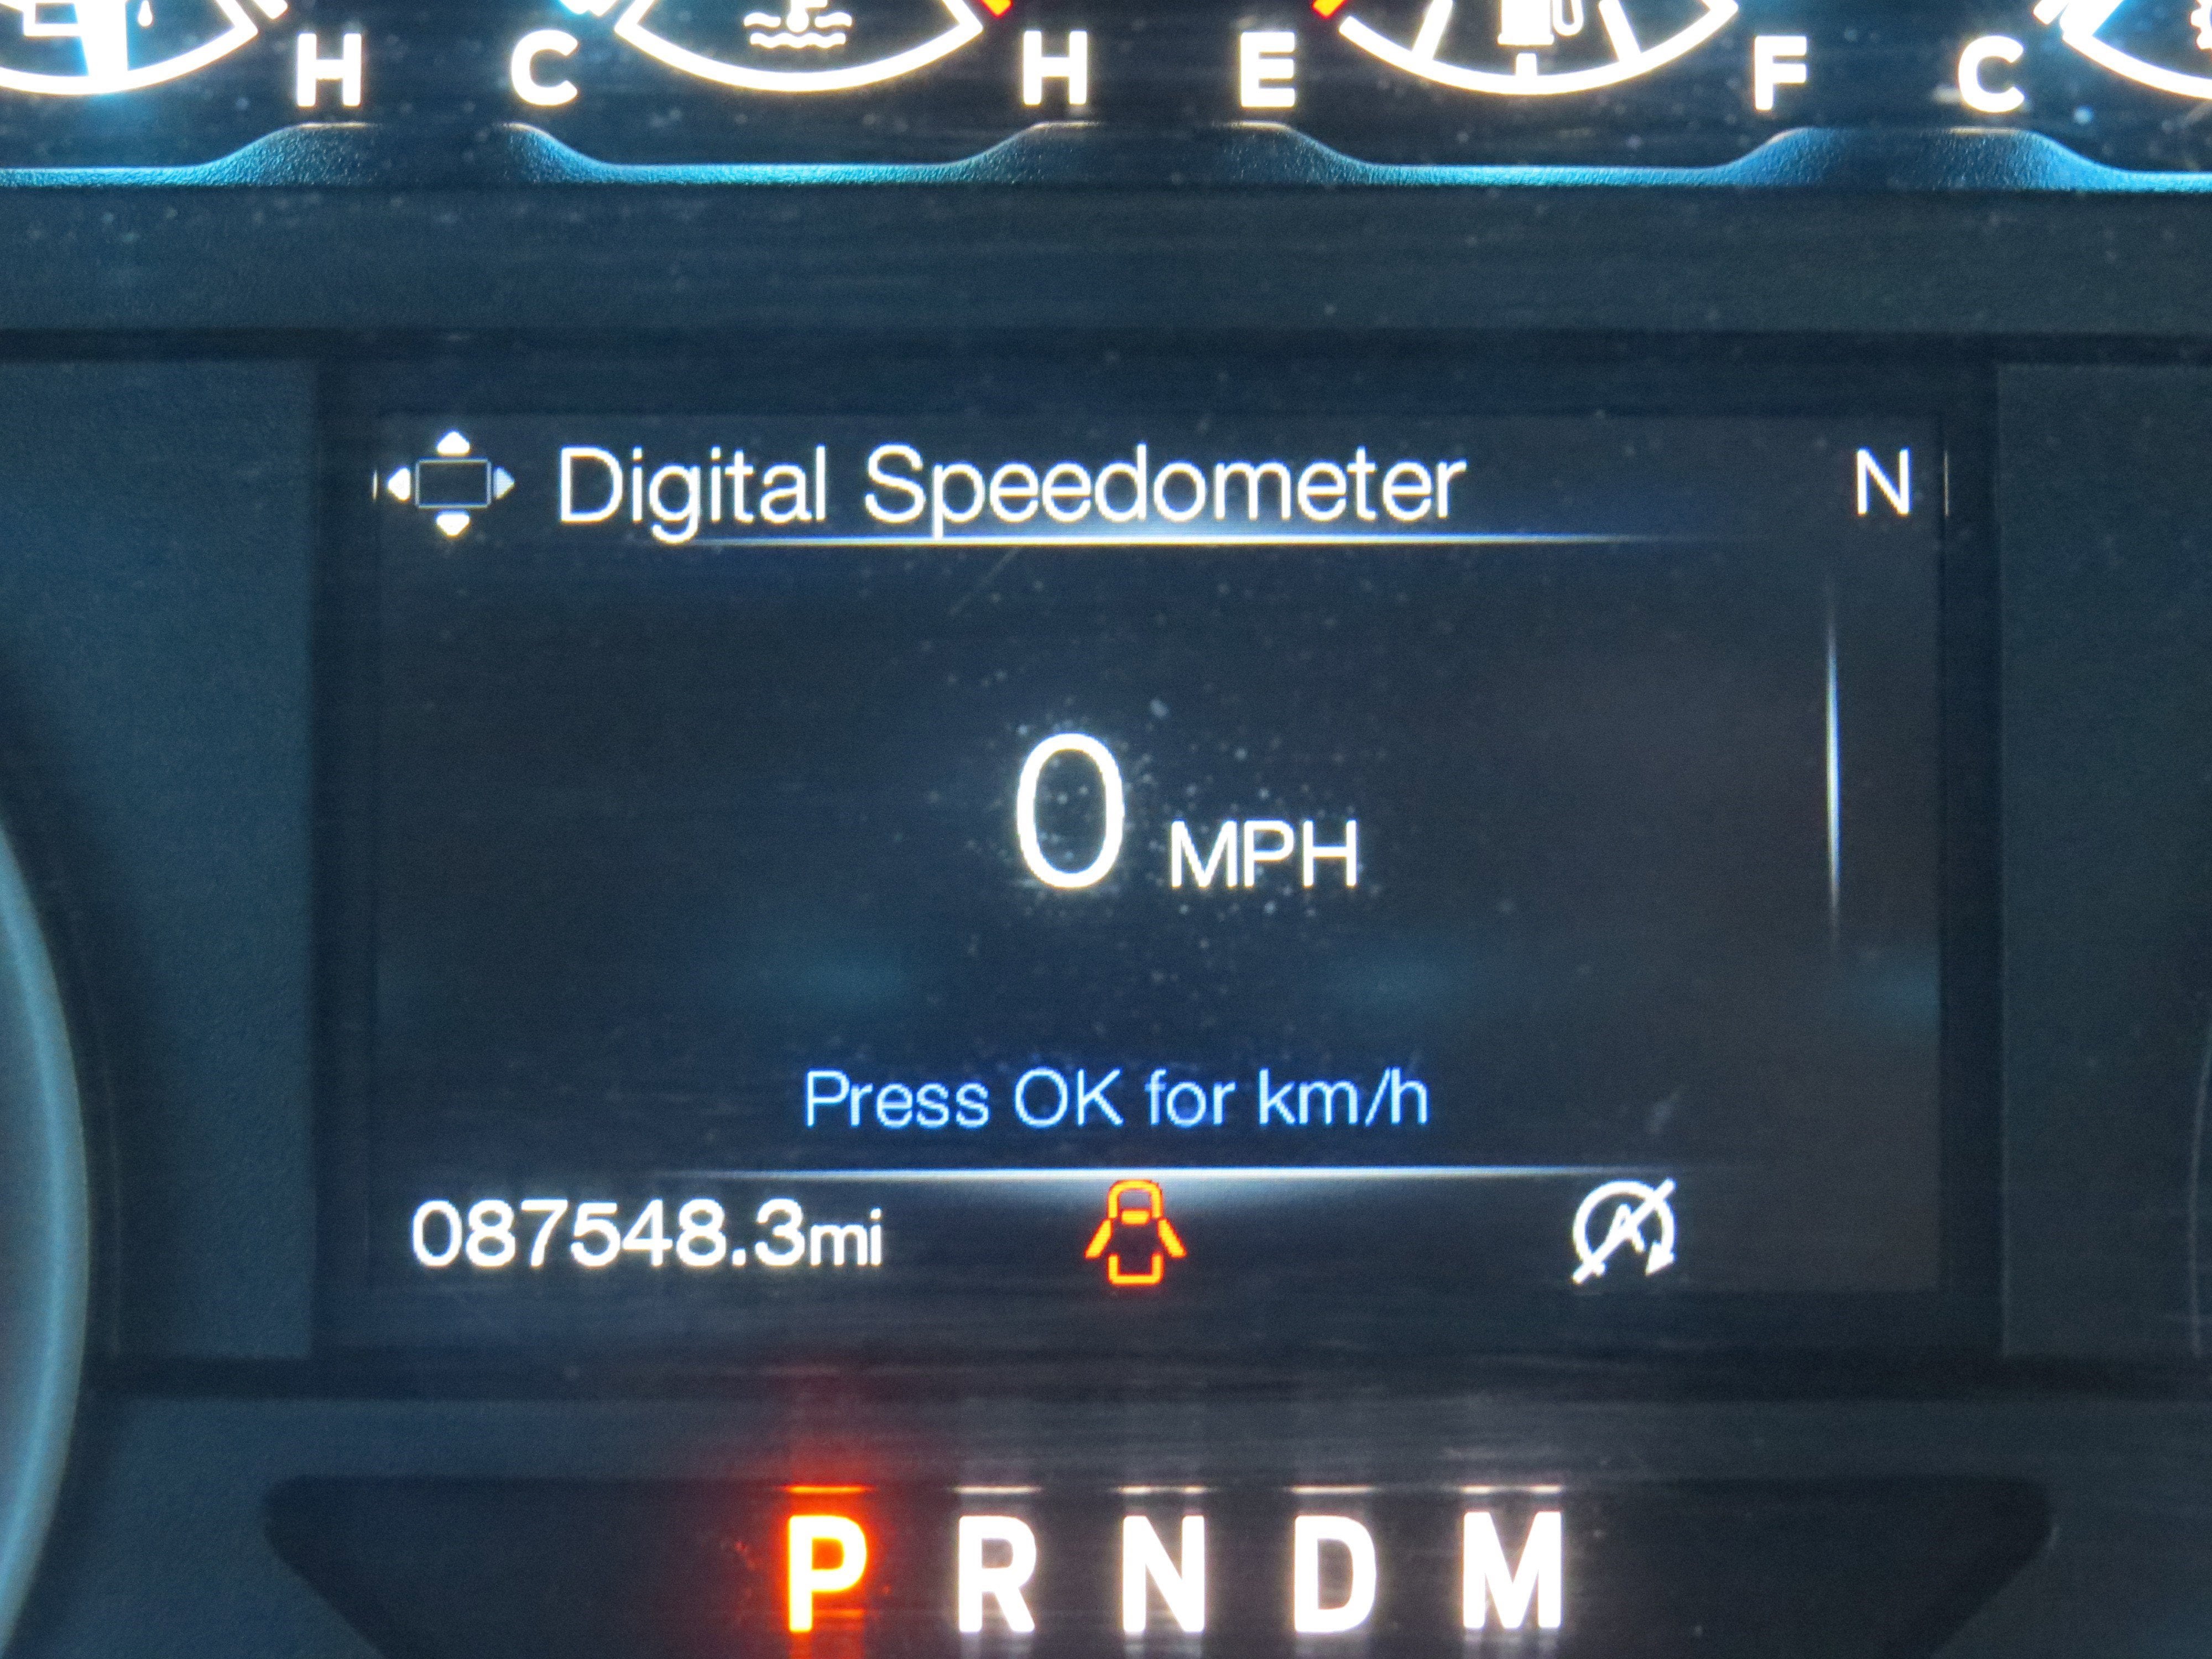 H C H E F C
Digital Speedometer N
0 MPH
Press OK for km/h
087548.3mi A
P R N D M